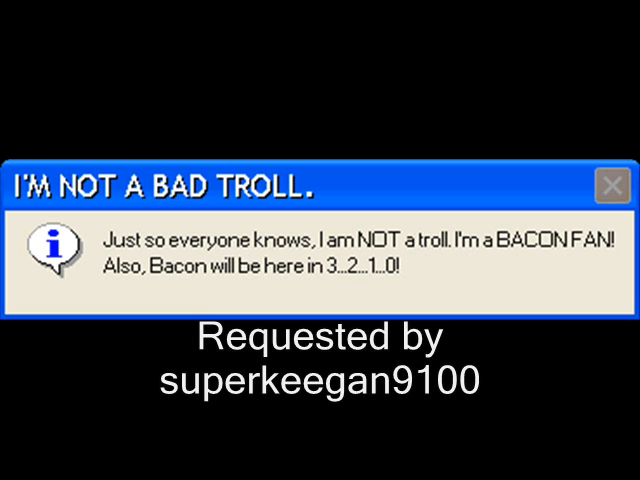 I'M NOT A BAD TROLL.
Just so everyone knows, I am NOT a troll. I'm a BACON FAN!
Also, Bacon will be here in 3...2...1...0!
Requested by
superkeegan9100